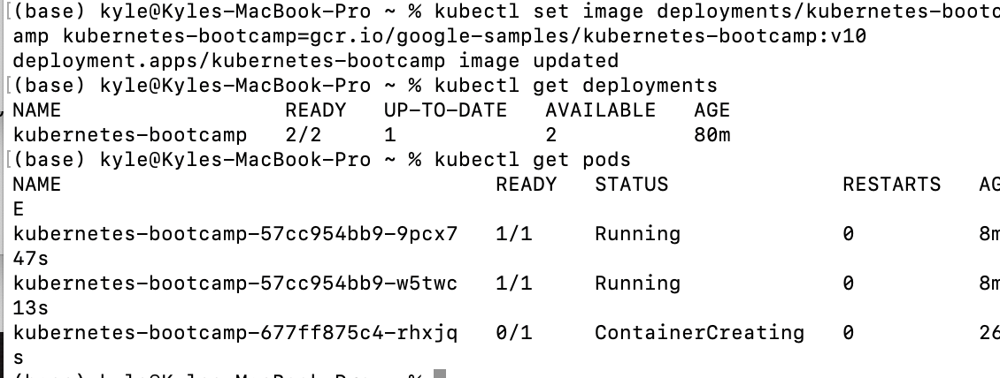 [(base) kyle@Kyles-MacBook-Pro ~ % kubectl set image deployments/kubernetes-bootc
amp kubernetes-bootcamp=gcr.io/google-samples/kubernetes-bootcamp:v10
deployment.apps/kubernetes-bootcamp image updated
[(base) kyle@Kyles-MacBook-Pro ~ % kubectl get deployments
NAME                  READY   UP-TO-DATE   AVAILABLE   AGE
kubernetes-bootcamp   2/2     1            2           80m
[(base) kyle@Kyles-MacBook-Pro ~ % kubectl get pods
NAME                                   READY   STATUS              RESTARTS   AG
E
kubernetes-bootcamp-57cc954bb9-9pcx7   1/1     Running             0          8m
47s
kubernetes-bootcamp-57cc954bb9-w5twc   1/1     Running             0          8m
13s
kubernetes-bootcamp-677ff875c4-rhxjq   0/1     ContainerCreating   0          26
s
(base) kyle@Kyles-MacBook-Pro ~ %